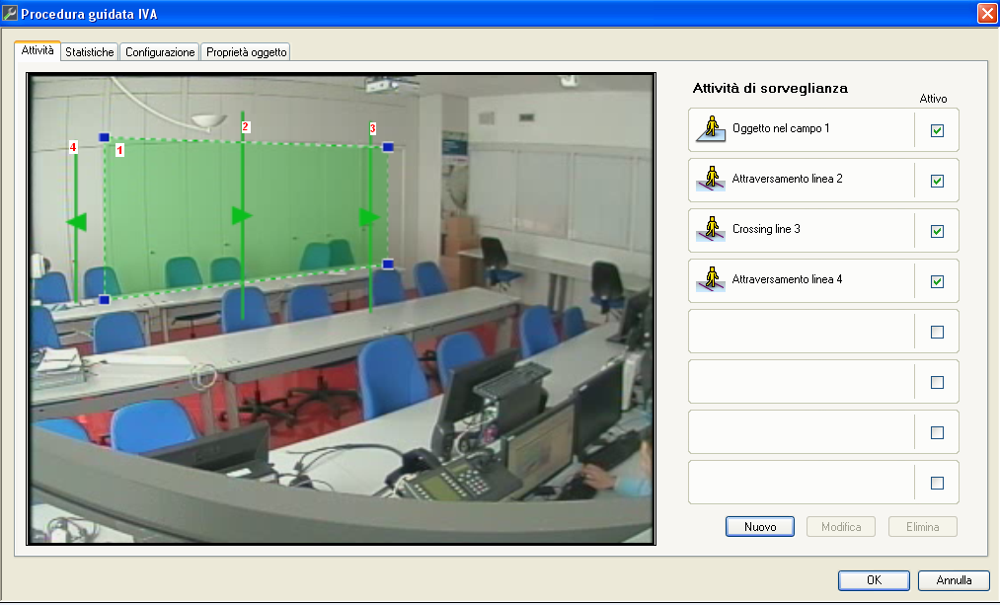 Procedura guidata IVA
Attività
Statistiche
Configurazione
Proprietà oggetto
Attività di sorveglianza
Attivo
Oggetto nel campo 1
Attraversamento linea 2
Crossing line 3
Attraversamento linea 4
2
3
4
1
Nuovo
Modifica
Elimina
OK
Annulla